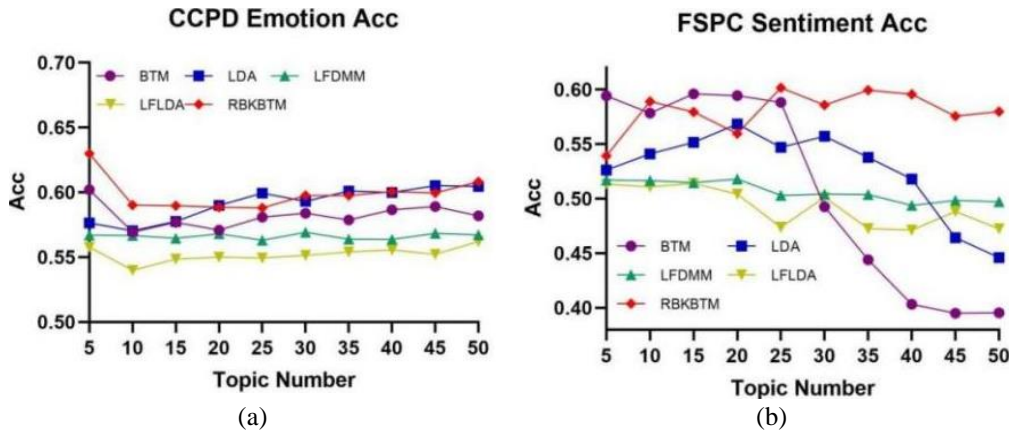 CCPD Emotion Acc
0.70
0.65
0.60
0.55
0.50
Acc
BTM LDA LFDMM
LFLDA RBKBTM
5 10 15 20 25 30 35 40 45 50
Topic Number
(a)
FSPC Sentiment Acc
0.60
0.55
0.50
0.45
0.40
Acc
BTM LDA
LFDMM LFLDA
RBKBTM
5 10 15 20 25 30 35 40 45 50
Topic Number
(b)